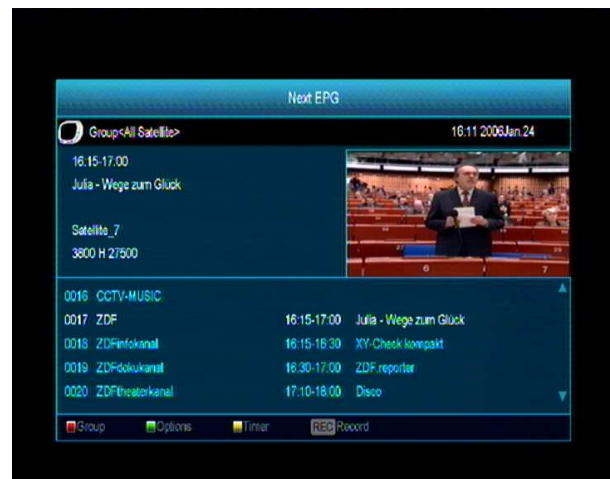 Next EPG
Group<All Satellite> 16:11 2006Jan.24
16:15-17:00
Julia - Wege zum Glück
Satellite_7
3800 H 27500
6 7
0016 CCTV-MUSIC
0017 ZDF 16:15-17:00 Julia - Wege zum Glück
0018 ZDFinfokanal 16:15-16:30 XY-Check kompakt
0019 ZDFdokukanal 16:30-17:00 ZDF.reporter
0020 ZDFtheaterkanal 17:10-18:00 Disco
Group Options Timer REC Record